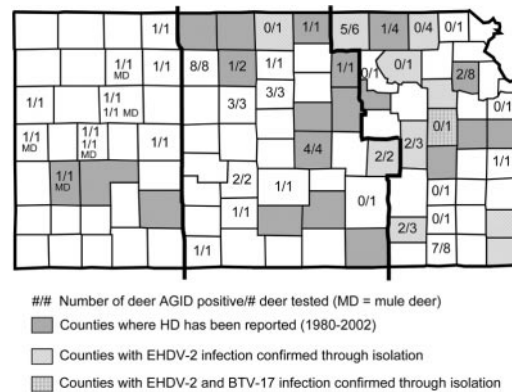 1/1 0/1 1/1 5/6 1/4 0/4 0/1
1/1 MD 1/1 8/8 1/2 1/1 1/1 0/1 0/1 2/8
1/1 1/1 1/1 MD 3/3 3/3 0/1
1/1 MD 1/1 1/1 MD 1/1 4/4 2/2 2/3 0/1 1/1
1/1 MD 2/2 1/1 0/1 0/1
1/1 2/3 0/1
1/1 7/8
#/# Number of deer AGID positive/# deer tested (MD = mule deer)
Counties where HD has been reported (1980-2002)
Counties with EHDV-2 infection confirmed through isolation
Counties with EHDV-2 and BTV-17 infection confirmed through isolation